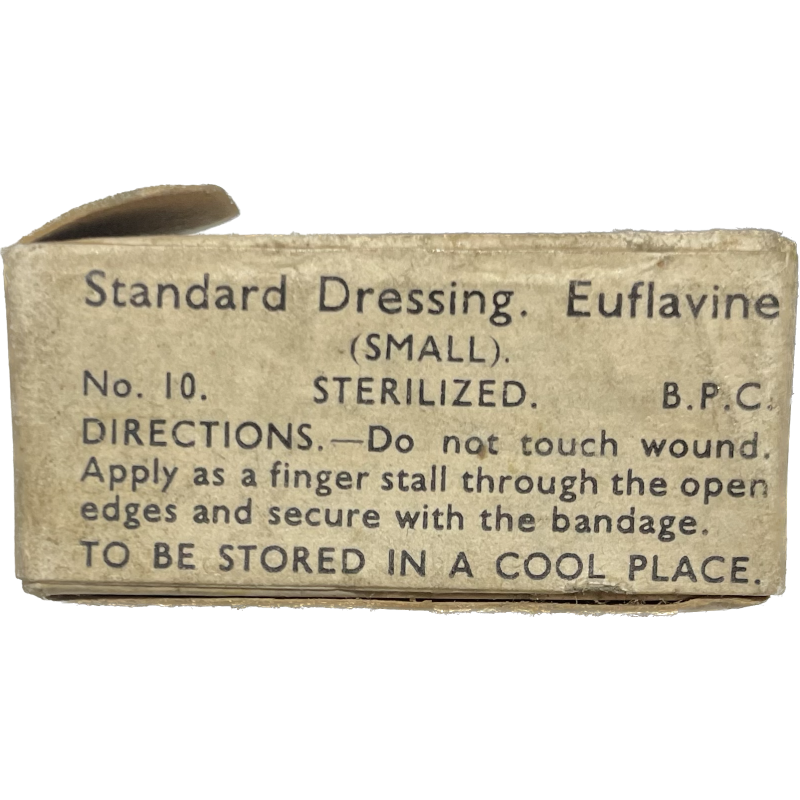 Standard Dressing. Euflavine
(SMALL).
No. 10. STERILIZED. B.P.C.
DIRECTIONS.—Do not touch wound.
Apply as a finger stall through the open
edges and secure with the bandage.
TO BE STORED IN A COOL PLACE.